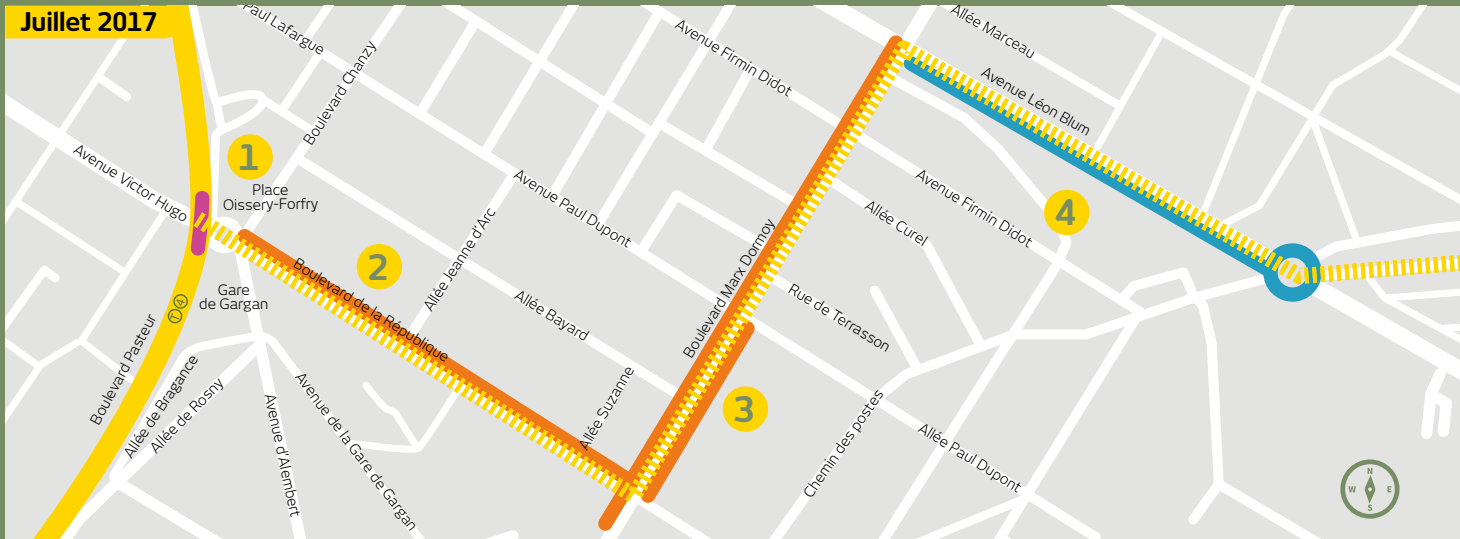 Juillet 2017
Paul Lafargue
Boulevard Chanzy
Avenue Firmin Didot
Allée Marceau
Avenue Léon Blum
1
Avenue Victor Hugo
Place
Oissery-Forfry
Avenue Paul Dupont
Avenue Firmin Didot
4
Allée Curel
Allée Jeanne d'Arc
2
Boulevard de la République
Gare
de Gargan
T 4
Boulevard Marx Dormoy
Rue de Terrasson
Allée Bayard
Boulevard Pasteur
Allée de Bragance
Allée de Rosny
Avenue d'Alembert
Avenue de la Gare de Gargan
Allée Suzanne
3
Chemin des postes
Allée Paul Dupont
N
W
E
S